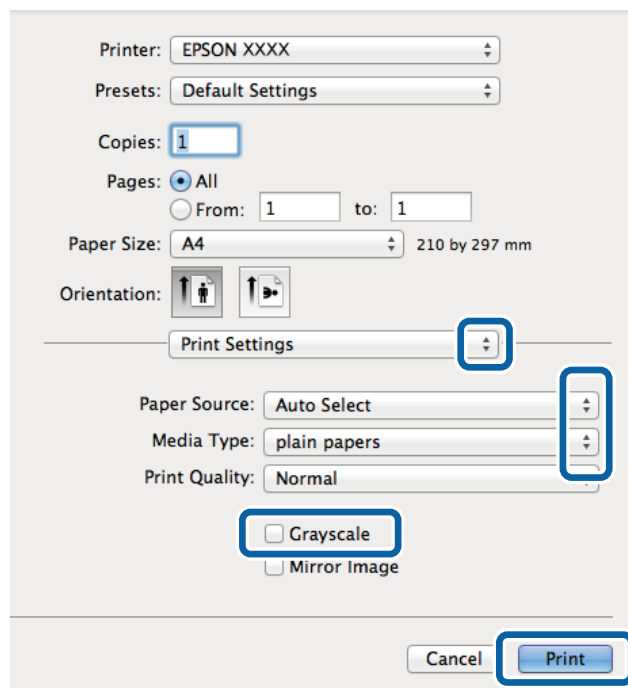 Printer: EPSON XXXX
Presets: Default Settings
Copies: 1
Pages: All
From: 1 to: 1
Paper Size: A4 210 by 297 mm
Orientation:
Print Settings
Paper Source: Auto Select
Media Type: plain papers
Print Quality: Normal
Grayscale
Mirror Image
Cancel Print